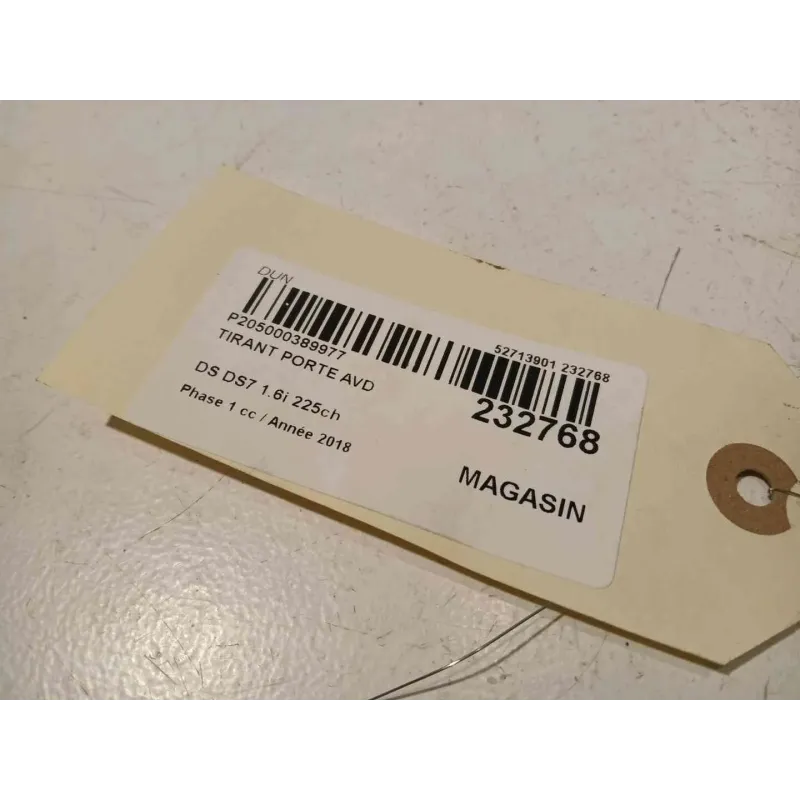 DUN
P205000389977
52713901 232768
TIRANT PORTE AVD
232768
DS DS7 1.6i 225ch
Phase 1 cc / Année 2018
MAGASIN